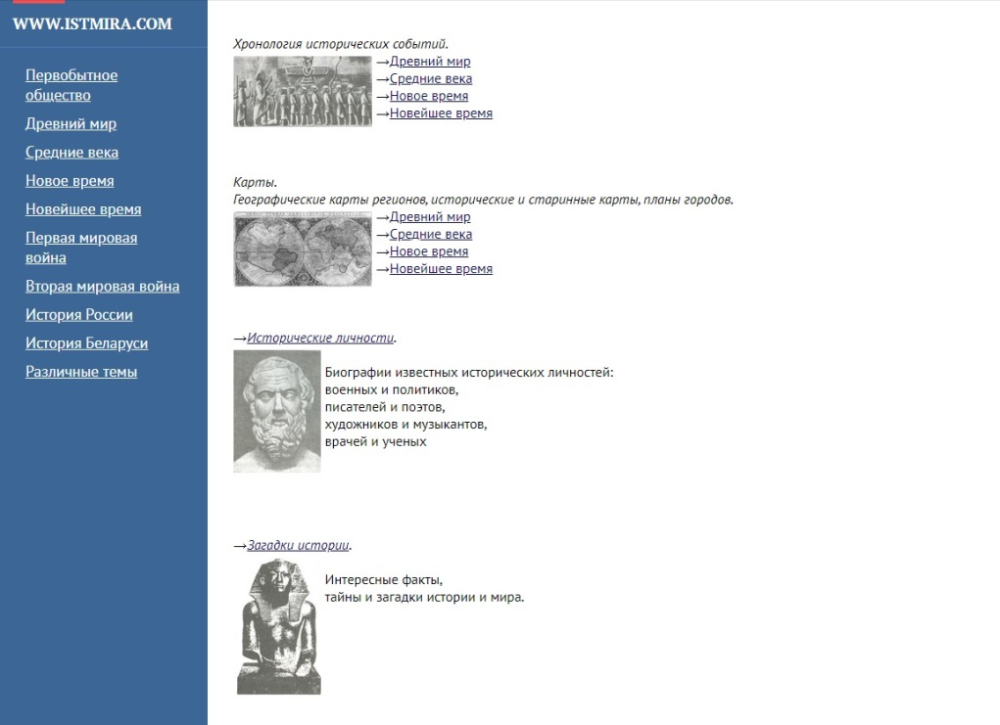 WWW.ISTMIRA.COM
Первобытное
общество
Древний мир
Средние века
Новое время
Новейшее время
Первая мировая
война
Вторая мировая война
История России
История Беларуси
Различные темы
Хронология исторических событий.
→Древний мир
→Средние века
→Новое время
→Новейшее время
Карты.
Географические карты регионов, исторические и старинные карты, планы городов.
→Древний мир
→Средние века
→Новое время
→Новейшее время
→Исторические личности.
Биографии известных исторических личностей:
военных и политиков,
писателей и поэтов,
художников и музыкантов,
врачей и ученых
→Загадки истории.
Интересные факты,
тайны и загадки истории и мира.